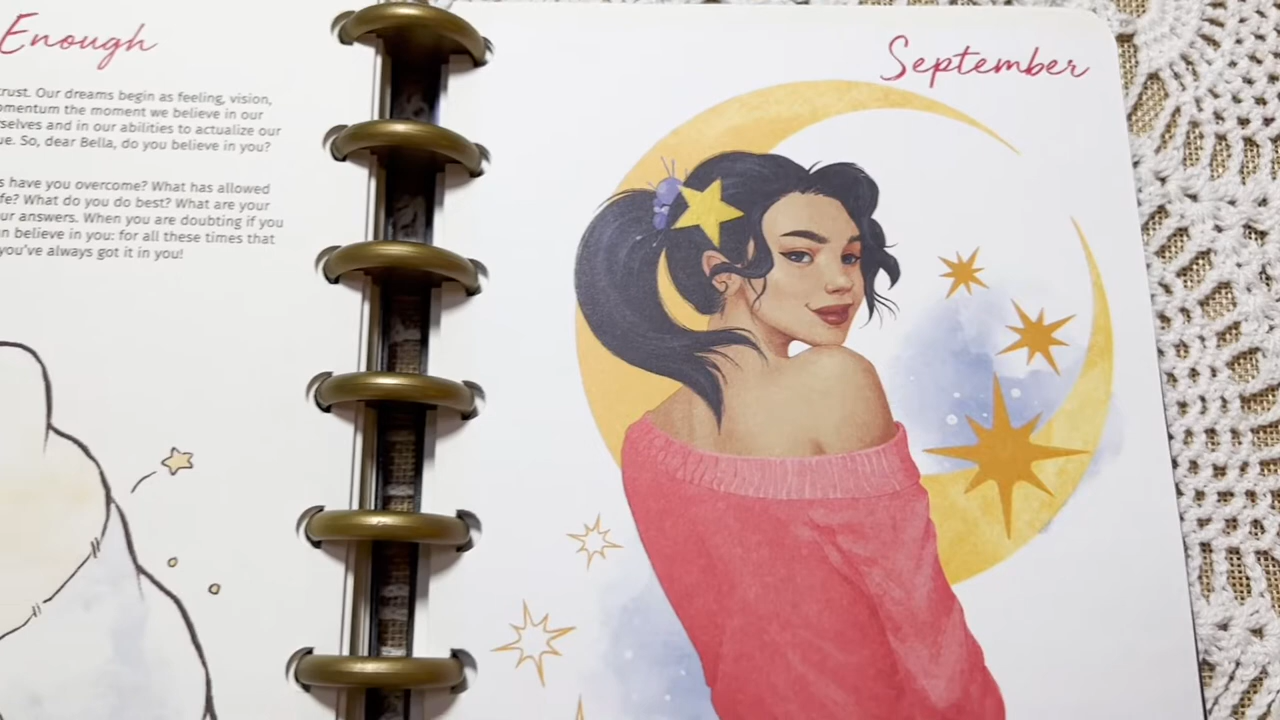 Enough
rust. Our dreams begin as feeling, vision,
omentum the moment we believe in our
selves and in our abilities to actualize our
ue. So, dear Bella, do you believe in you?
s have you overcome? What has allowed
fe? What do you do best? What are your
ur answers. When you are doubting if you
n believe in you: for all these times that
you've always got it in you!
September